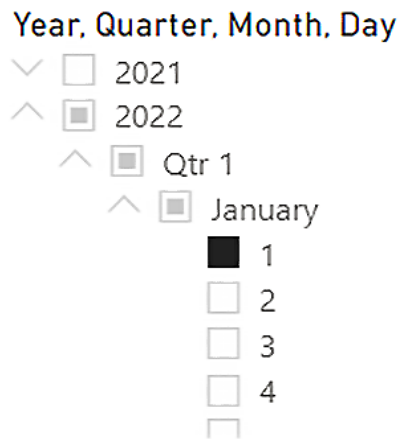 Year, Quarter, Month, Day
2021
2022
Qtr 1
January
1
2
3
4